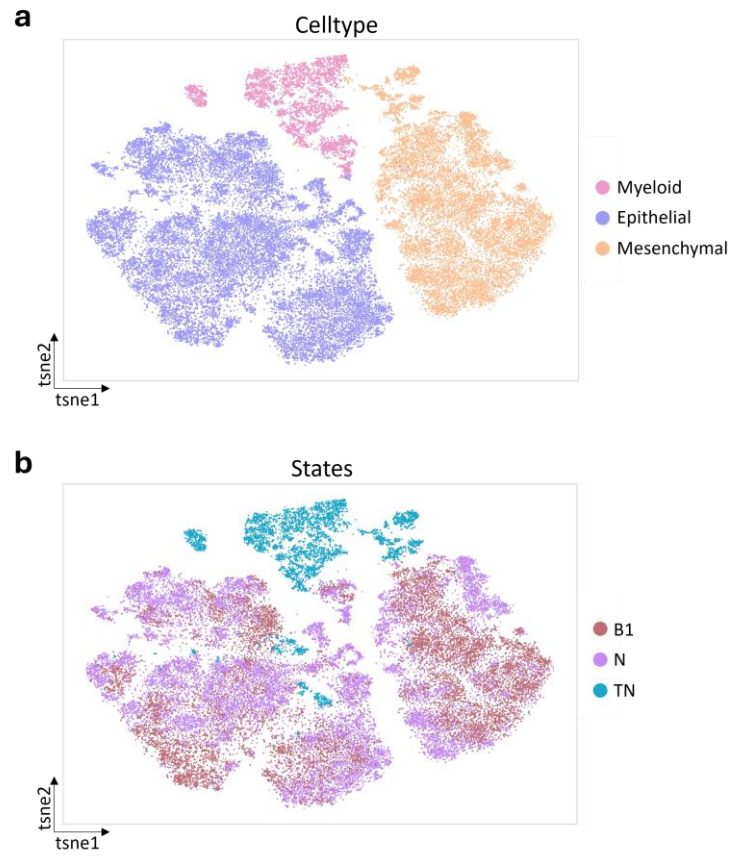 a
Celltype
Myeloid
Epithelial
Mesenchymal
tsne2
tsne1
b
States
B1
N
TN
tsne2
tsne1